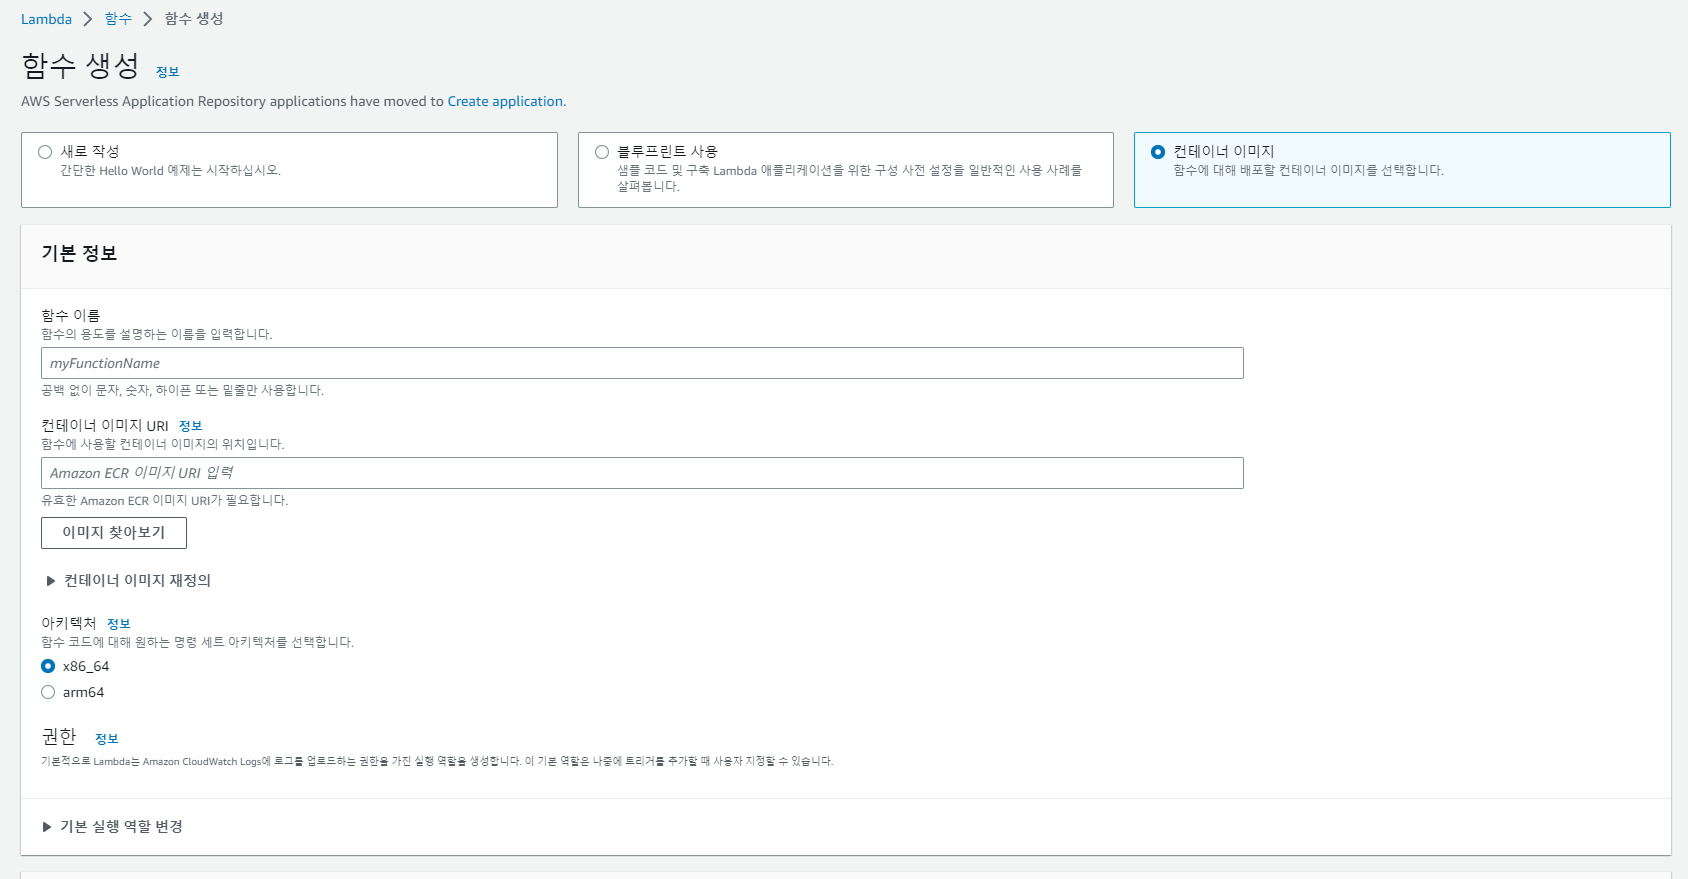 Lambda > 함수 > 함수 생성
함수 생성 정보
AWS Serverless Application Repository applications have moved to Create application.
새로 작성
간단한 Hello World 예제는 시작하십시오.
블루프린트 사용
샘플 코드 및 구축 Lambda 애플리케이션을 위한 구성 사전 설정을 일반적인 사용 사례를
살펴봅니다.
컨테이너 이미지
함수에 대해 배포할 컨테이너 이미지를 선택합니다.
기본 정보
함수 이름
함수의 용도를 설명하는 이름을 입력합니다.
myFunctionName
공백 없이 문자, 숫자, 하이픈 또는 밑줄만 사용합니다.
컨테이너 이미지 URI 정보
함수에 사용할 컨테이너 이미지의 위치입니다.
Amazon ECR 이미지 URI 입력
유효한 Amazon ECR 이미지 URI가 필요합니다.
이미지 찾아보기
컨테이너 이미지 재정의
아키텍처 정보
함수 코드에 대해 원하는 명령 세트 아키텍처를 선택합니다.
x86_64
arm64
권한 정보
기본적으로 Lambda는 Amazon CloudWatch Logs에 로그를 업로드하는 권한을 가진 실행 역할을 생성합니다. 이 기본 역할은 나중에 트리거를 추가할 때 사용자 지정할 수 있습니다.
기본 실행 역할 변경